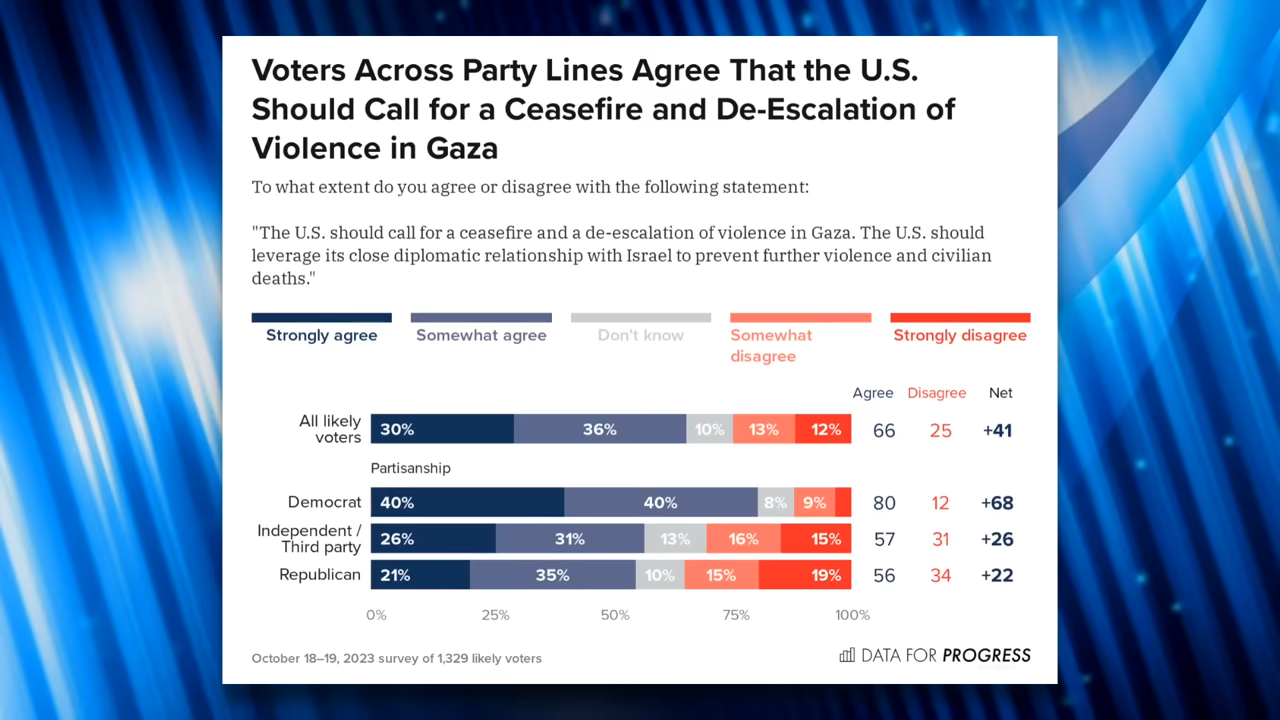 Voters Across Party Lines Agree That the U.S.
Should Call for a Ceasefire and De-Escalation of
Violence in Gaza
To what extent do you agree or disagree with the following statement:
"The U.S. should call for a ceasefire and a de-escalation of violence in Gaza. The U.S. should
leverage its close diplomatic relationship with Israel to prevent further violence and civilian
deaths."
Strongly agree Somewhat agree Don't know Somewhat disagree Strongly disagree
Agree Disagree Net
All likely voters 30% 36% 10% 13% 12% 66 25 +41
Partisanship
Democrat 40% 40% 8% 9% 80 12 +68
Independent / Third party 26% 31% 13% 16% 15% 57 31 +26
Republican 21% 35% 10% 15% 19% 56 34 +22
0% 25% 50% 75% 100%
October 18–19, 2023 survey of 1,329 likely voters
DATA FOR PROGRESS